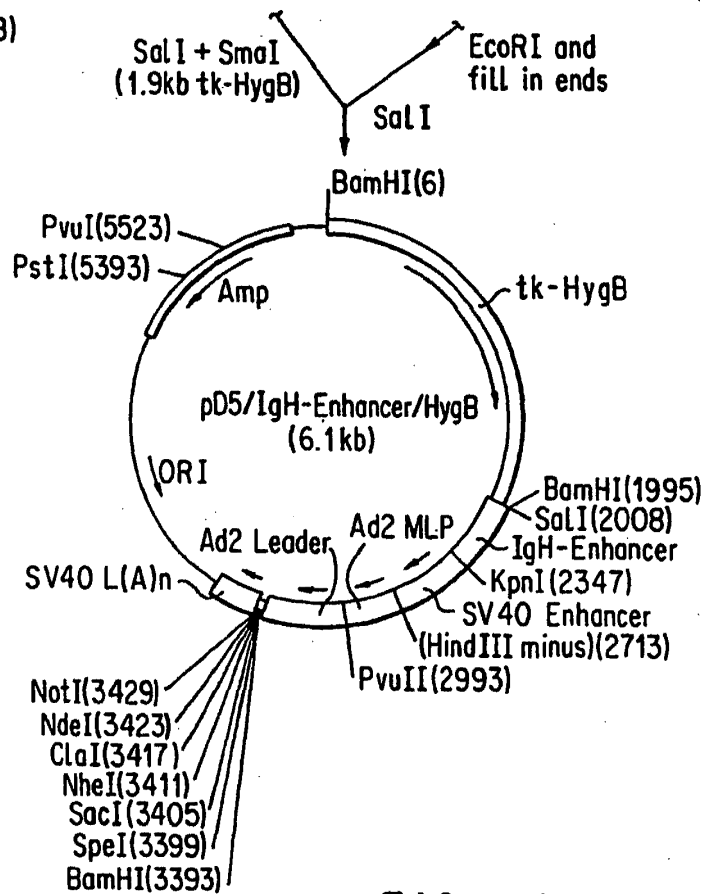 B)
SalI + SmaI
(1.9kb tk-HygB)
EcoRI and
fill in ends
SalI
BamHI(6)
PvuI(5523)
PstI(5393)
Amp
tk-HygB
pD5/IgH-Enhancer/HygB
(6.1kb)
ORI
BamHI(1995)
SalI(2008)
IgH-Enhancer
KpnI(2347)
SV40 Enhancer
(HindIII minus)(2713)
PvuII(2993)
Ad2 MLP
Ad2 Leader
SV40 L(A)n
NotI(3429)
NdeI(3423)
ClaI(3417)
NheI(3411)
SacI(3405)
SpeI(3399)
BamHI(3393)